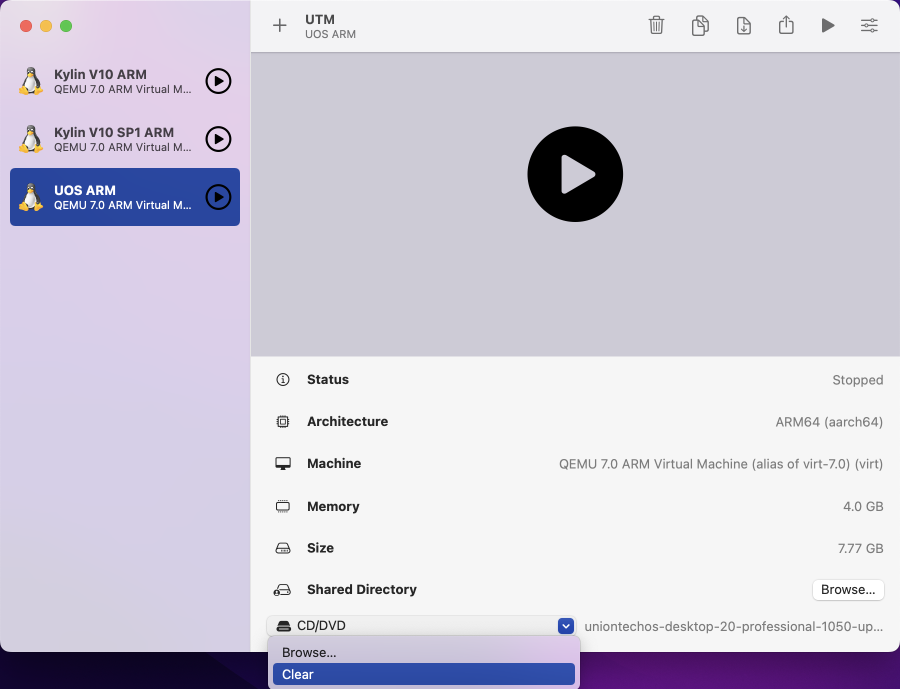 UTM
UOS ARM
Kylin V10 ARM
QEMU 7.0 ARM Virtual M...
Kylin V10 SP1 ARM
QEMU 7.0 ARM Virtual M...
UOS ARM
QEMU 7.0 ARM Virtual M...
Status Stopped
Architecture ARM64 (aarch64)
Machine QEMU 7.0 ARM Virtual Machine (alias of virt-7.0) (virt)
Memory 4.0 GB
Size 7.77 GB
Shared Directory Browse...
CD/DVD uniontechos-desktop-20-professional-1050-up...
Browse...
Clear